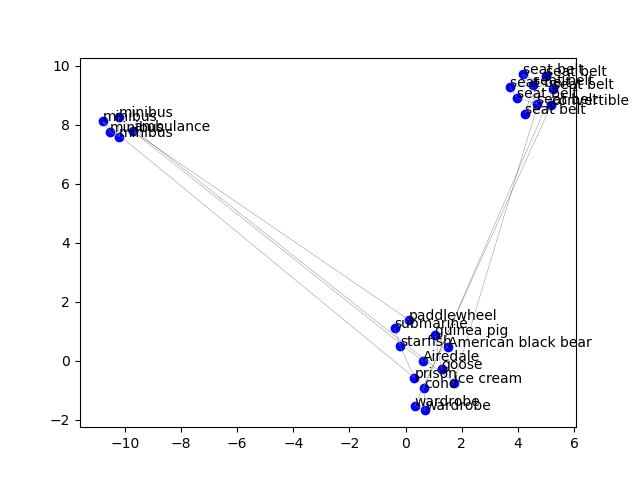 seat belt
seat belt
seat belt
seat belt
seat belt
seat belt
seat belt
convertible
seat belt
minibus
minibus
ambulance
minibus
minibus
paddlewheel
submarine
guinea pig
starfish
American black bear
Airedale
goose
prison
ice cream
coho
wardrobe
wardrobe
10
8
6
4
2
0
−2
−10
−8
−6
−4
−2
0
2
4
6